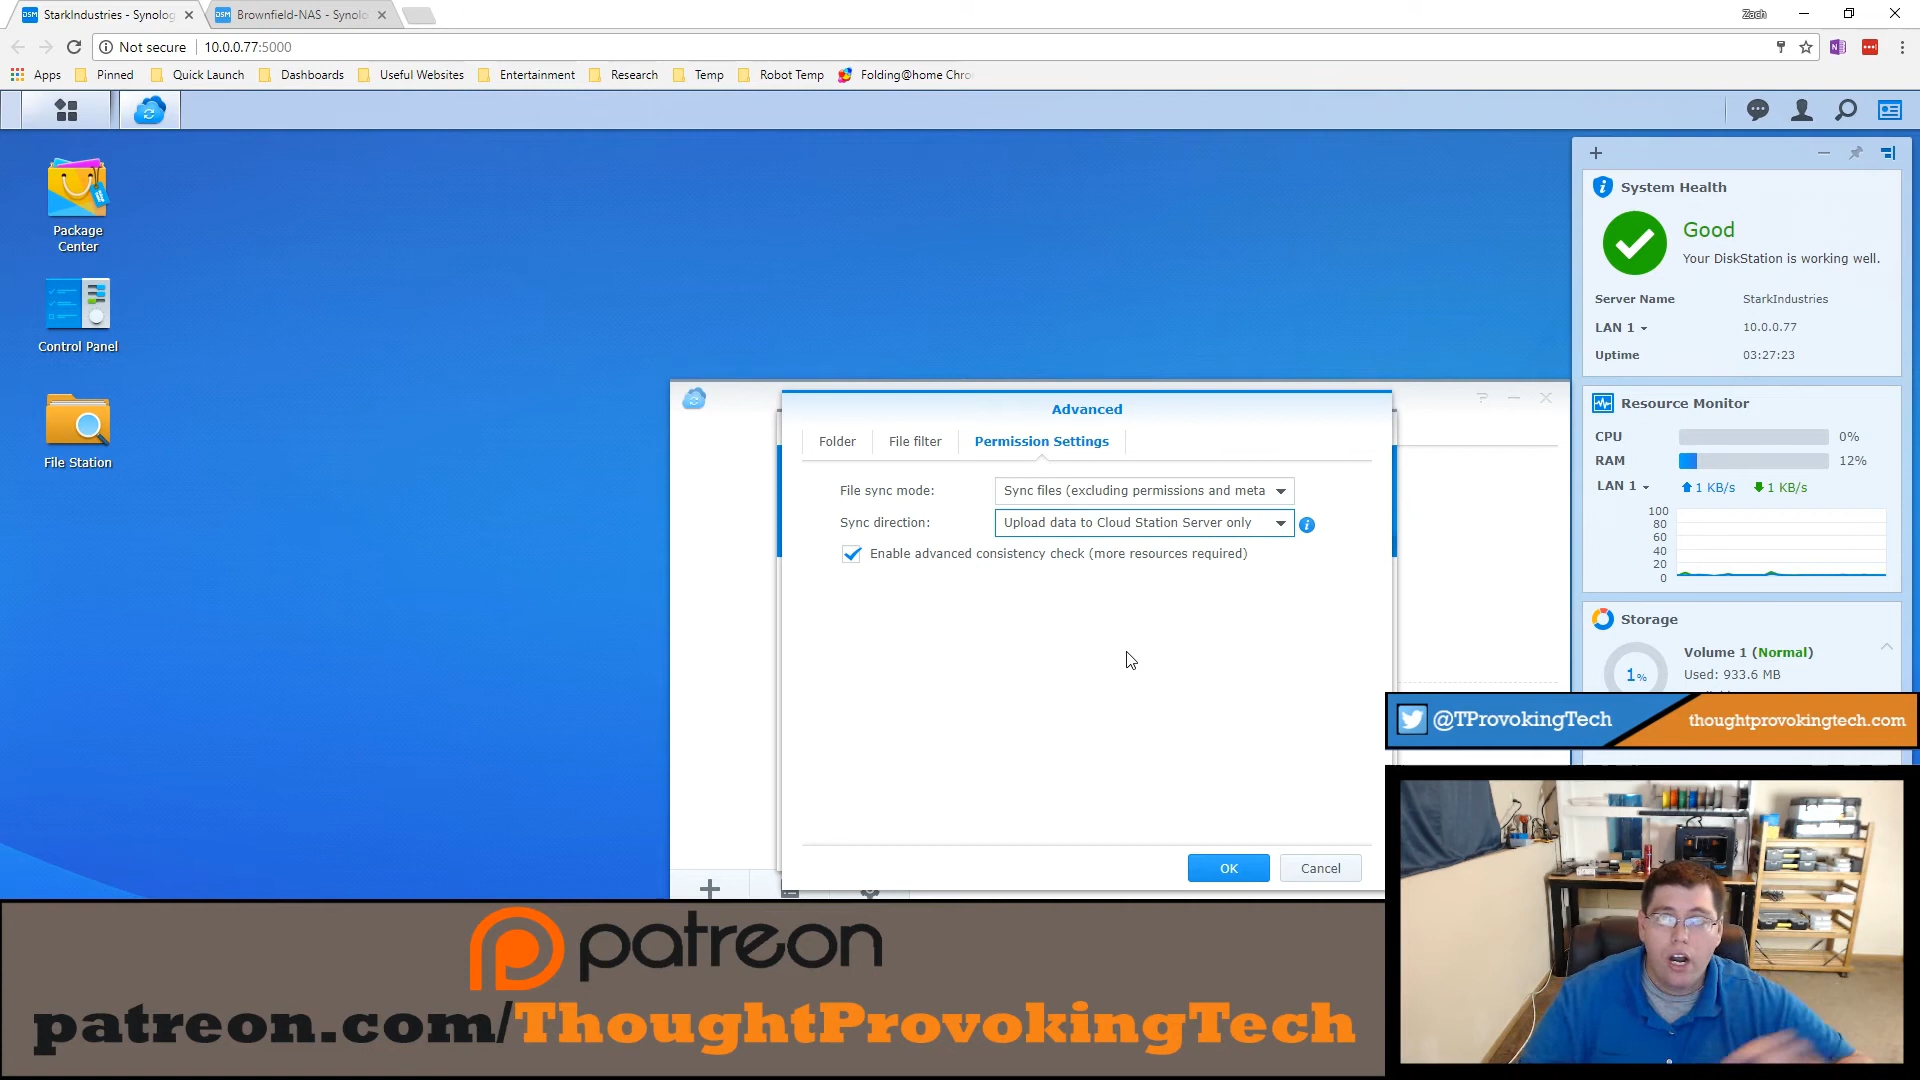 StarkIndustries - Synolog
Brownfield-NAS - Synolo
Zach
Not secure
10.0.0.77:5000
Apps
Pinned
Quick Launch
Dashboards
Useful Websites
Entertainment
Research
Temp
Robot Temp
Folding@home Chro
Package
Center
Control Panel
File Station
System Health
Good
Your DiskStation is working well.
Server Name StarkIndustries
LAN 1 10.0.0.77
Uptime 03:27:23
Resource Monitor
CPU 0%
RAM 12%
LAN 1 1 KB/s 1 KB/s
100
80
60
40
20
0
Storage
Volume 1 (Normal)
Used: 933.6 MB
1%
Advanced
Folder
File filter
Permission Settings
File sync mode: Sync files (excluding permissions and meta
Sync direction: Upload data to Cloud Station Server only
Enable advanced consistency check (more resources required)
OK
Cancel
@TProvokingTech
thoughtprovokingtech.com
patreon
patreon.com/ThoughtProvokingTech